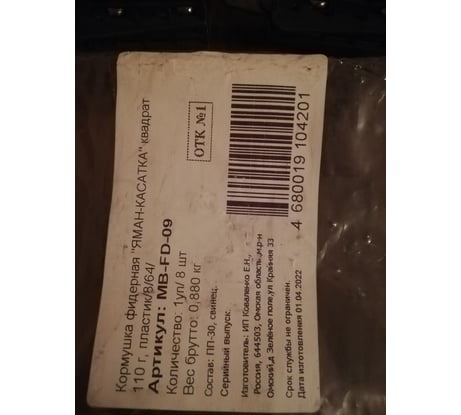 Кормушка фидерная "ЯМАН-КАСАТКА"-квадрат
110 г, пластик/8/64/
Артикул: MB-FD-09
Количество: 1уп/ 8 шт
Вес брутто: 0,880 кг
Состав: ПП-30, свинец.
Серийный выпуск.
Изготовитель: ИП Коваленко Е.Н.,
Россия, 644503, Омская область,м.р-н
Омский,д Зелёное поле,ул Крайняя 33
Срок службы не ограничен.
Дата изготовления 01.04.2022
ОТК №1
4 680019 104201